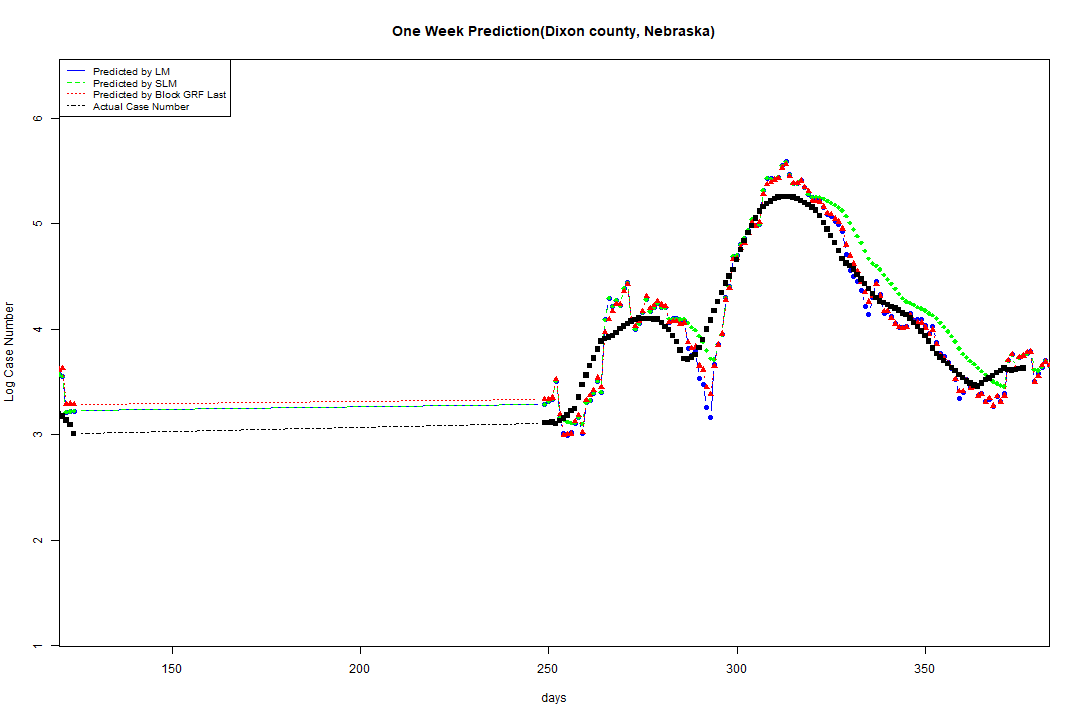 One Week Prediction(Dixon county, Nebraska)
Predicted by LM
Predicted by SLM
Predicted by Block GRF Last
Actual Case Number
Log Case Number
6
5
4
3
2
1
150 200 250 300 350
days